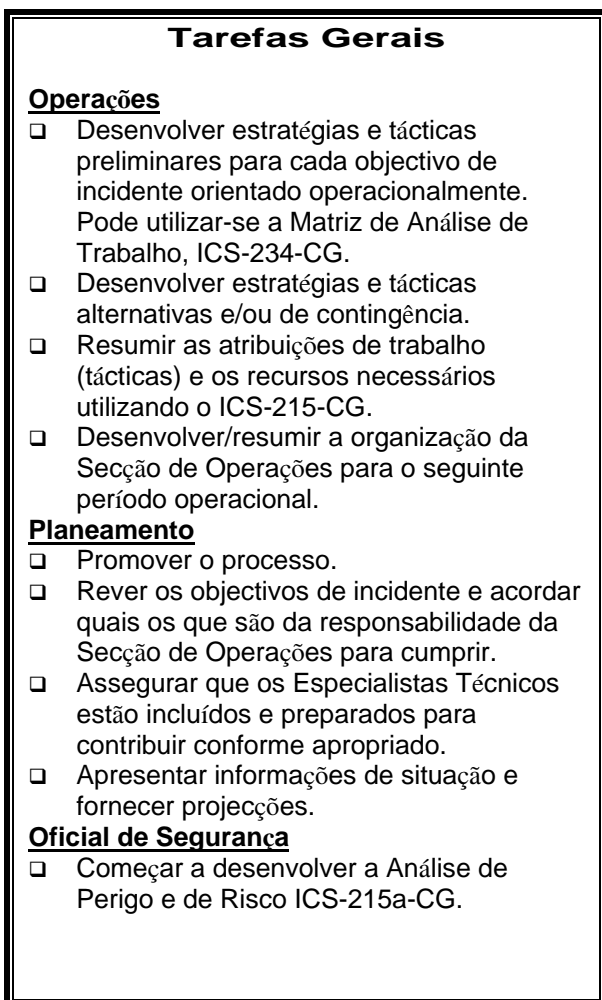 Tarefas Gerais
Operações
❑ Desenvolver estratégias e tácticas
preliminares para cada objectivo de
incidente orientado operacionalmente.
Pode utilizar-se a Matriz de Análise de
Trabalho, ICS-234-CG.
❑ Desenvolver estratégias e tácticas
alternativas e/ou de contingência.
❑ Resumir as atribuições de trabalho
(tácticas) e os recursos necessários
utilizando o ICS-215-CG.
❑ Desenvolver/resumir a organização da
Secção de Operações para o seguinte
período operacional.
Planeamento
❑ Promover o processo.
❑ Rever os objectivos de incidente e acordar
quais os que são da responsabilidade da
Secção de Operações para cumprir.
❑ Assegurar que os Especialistas Técnicos
estão incluídos e preparados para
contribuir conforme apropriado.
❑ Apresentar informações de situação e
fornecer projecções.
Oficial de Segurança
❑ Começar a desenvolver a Análise de
Perigo e de Risco ICS-215a-CG.